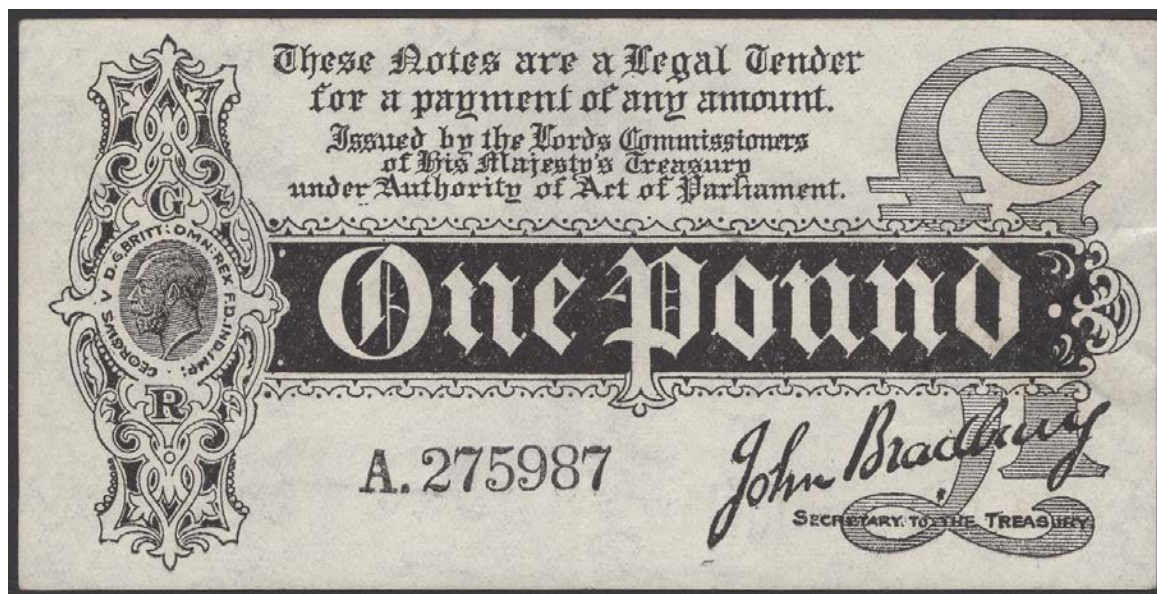 These Notes are a Legal Tender
for a payment of any amount.
Issued by the Lords Commissioners
of His Majesty's Treasury
under Authority of Act of Parliament.
£
G
GEORGIVS V D.G.BRITT:OMN:REX F.D.IND:IMP:
One Pound
R
A.275987
John Bradbury
£1
SECRETARY TO THE TREASURY.